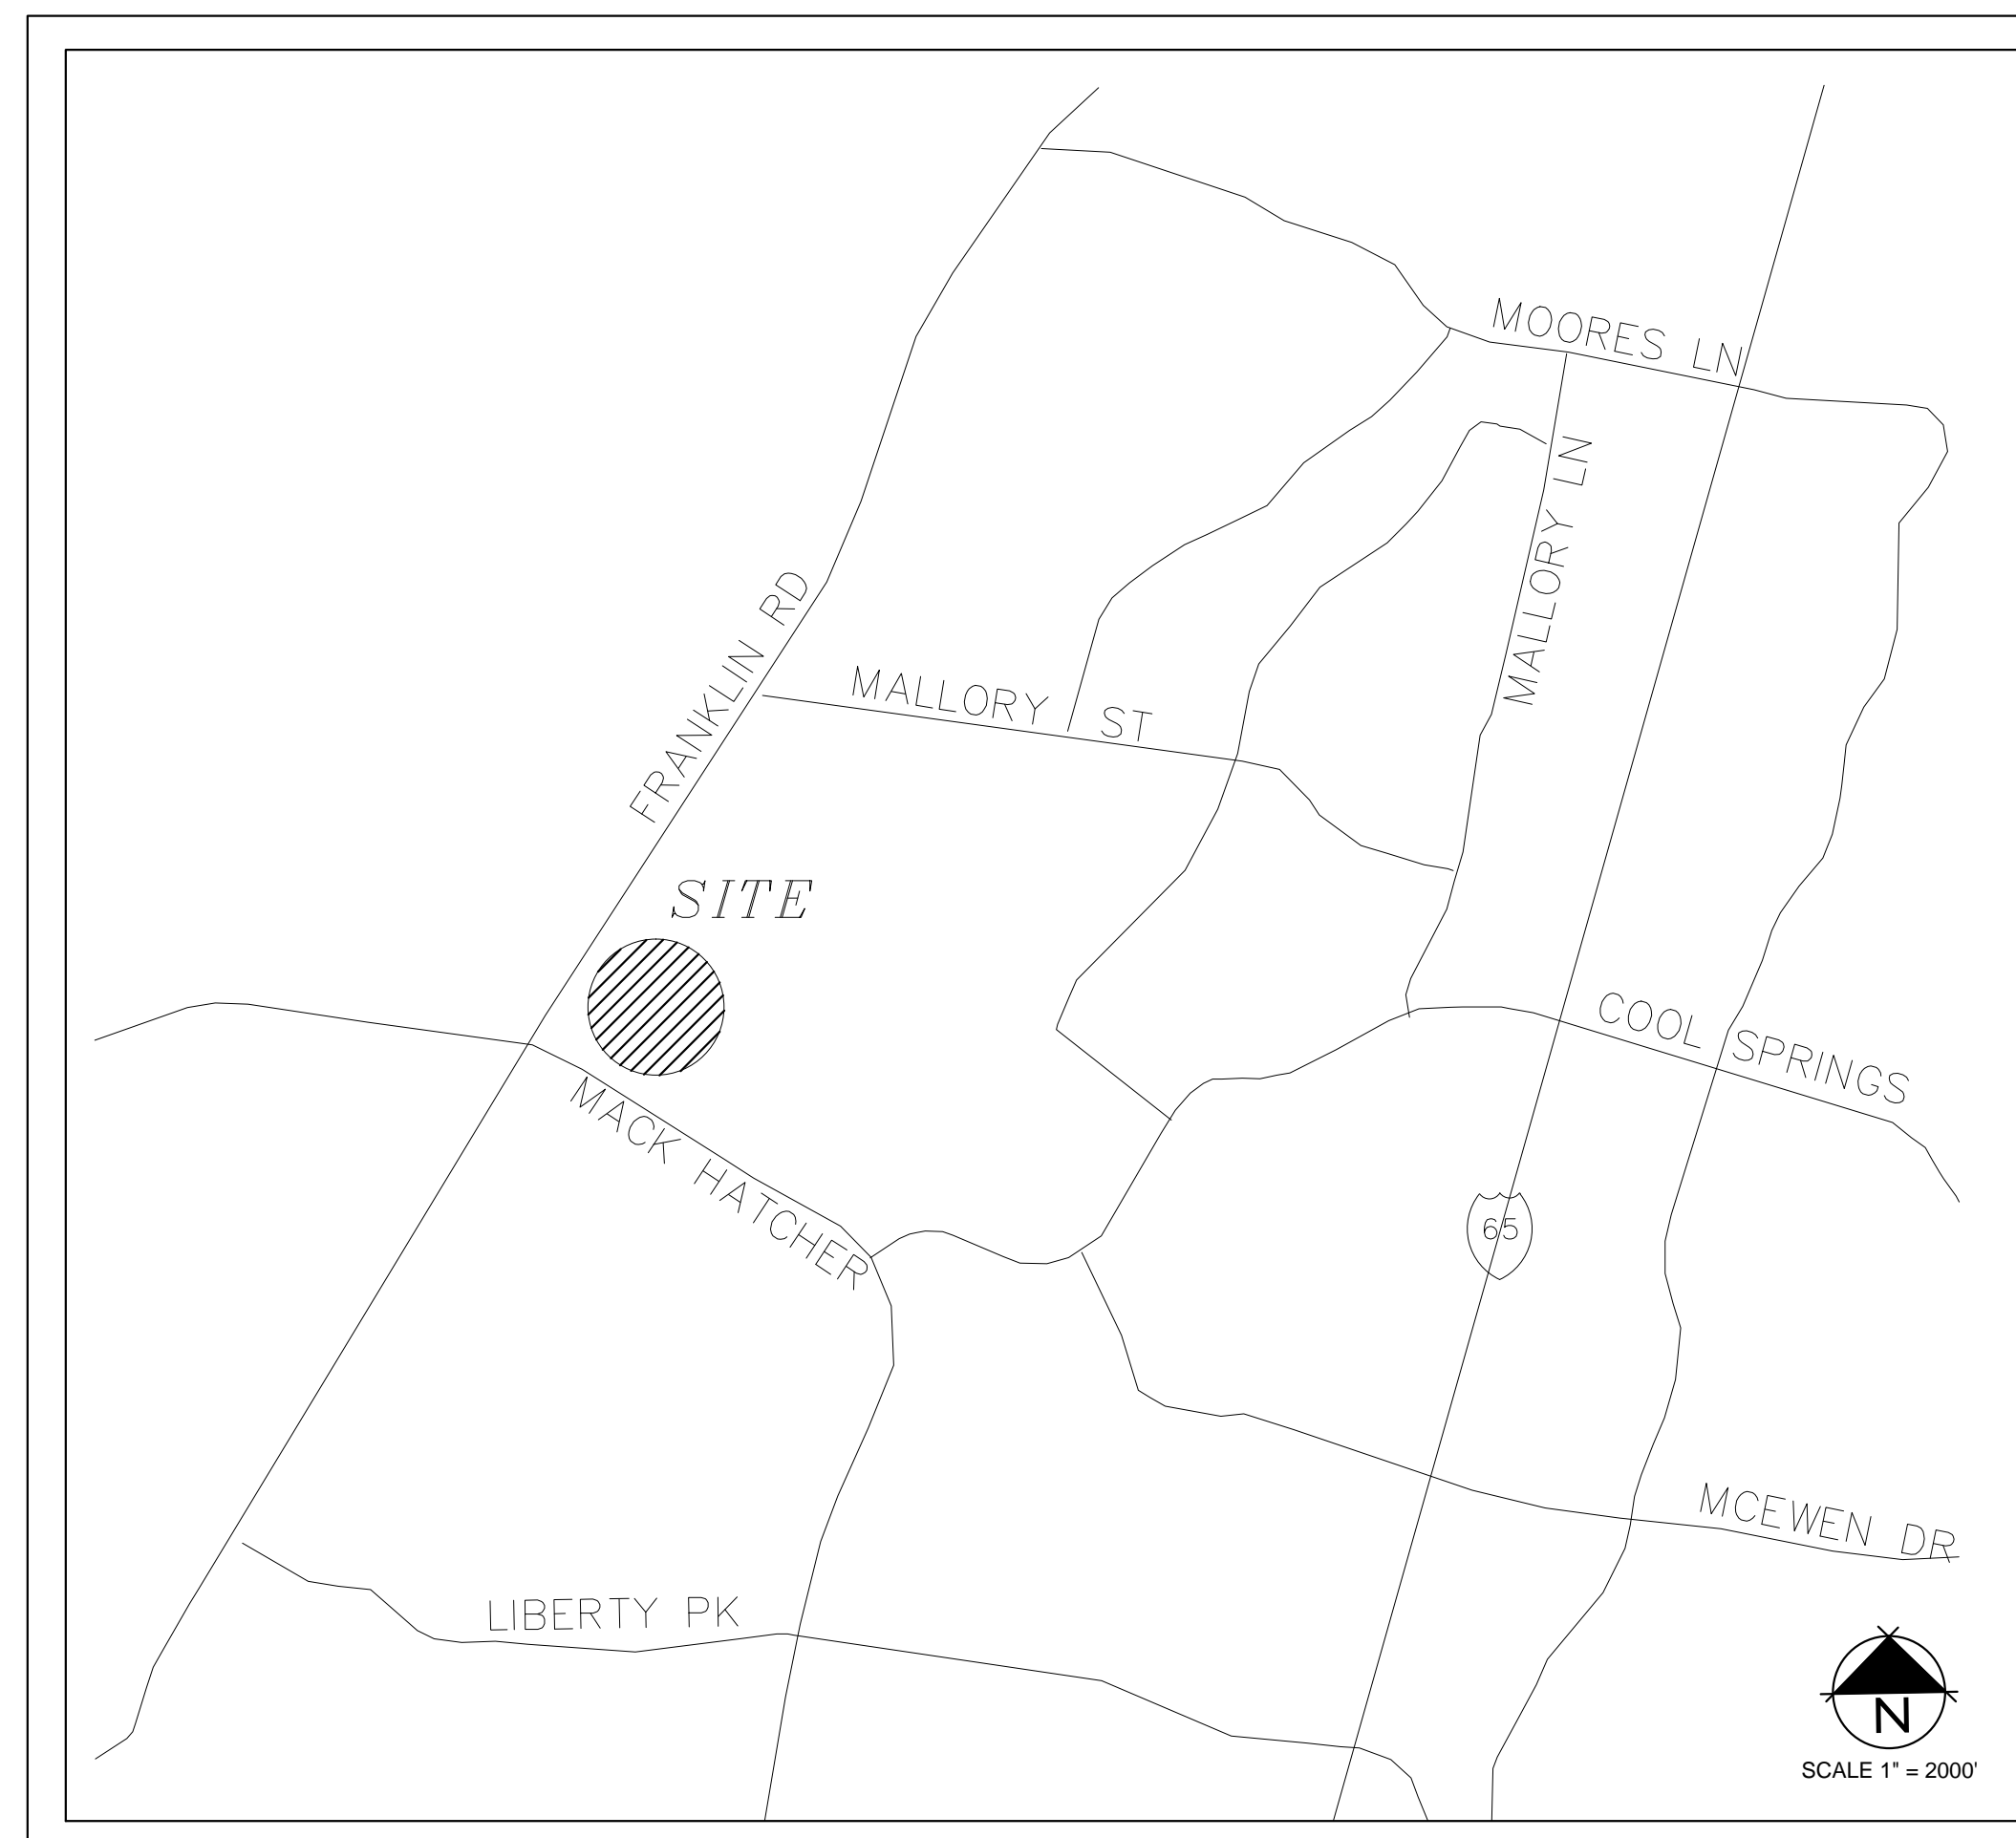 MOORES LN
MALLORY LN
FRANKLIN RD
MALLORY ST
SITE
COOL SPRINGS
MACK HATCHER
65
MCEWEN DR
LIBERTY PK
N
SCALE 1" = 2000'